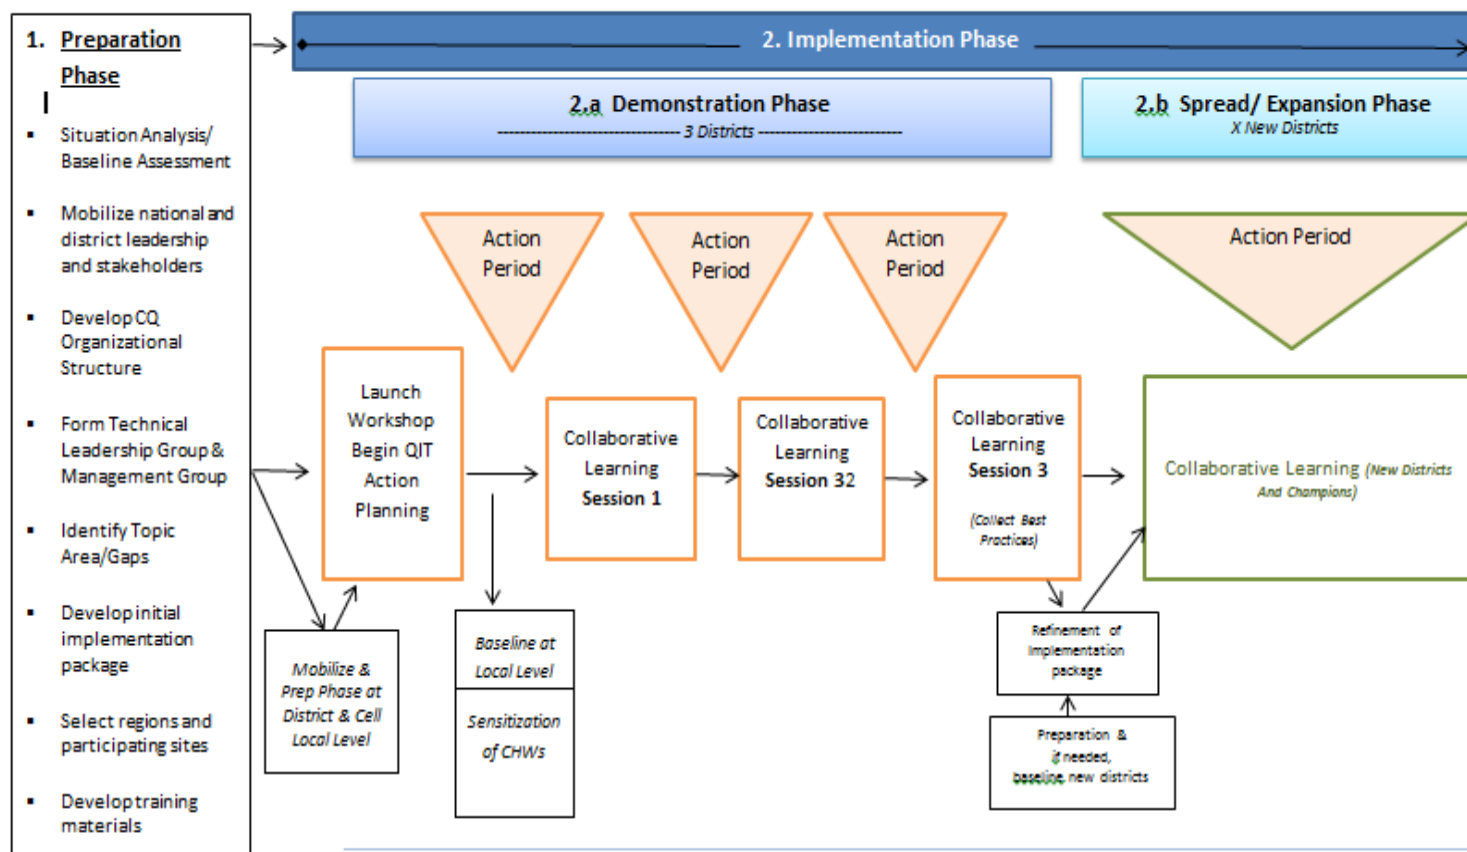 1. Preparation
Phase
▪ Situation Analysis/
Baseline Assessment
▪ Mobilize national and
district leadership
and stakeholders
▪ Develop CQ
Organizational
Structure
▪ Form Technical
Leadership Group &
Management Group
▪ Identify Topic
Area/Gaps
▪ Develop initial
implementation
package
▪ Select regions and
participating sites
▪ Develop training
materials
2. Implementation Phase
2.a Demonstration Phase
3 Districts
2.b Spread/ Expansion Phase
X New Districts
Action
Period
Action
Period
Action
Period
Action Period
Launch
Workshop
Begin QIT
Action
Planning
Collaborative
Learning
Session 1
Collaborative
Learning
Session 32
Collaborative
Learning
Session 3
(Collect Best
Practices)
Collaborative Learning (New Districts
And Champions)
Mobilize &
Prep Phase at
District & Cell
Local Level
Baseline at
Local Level
Sensitization
of CHWs
Refinement of
Implementation
package
Preparation &
if needed,
baseline new districts